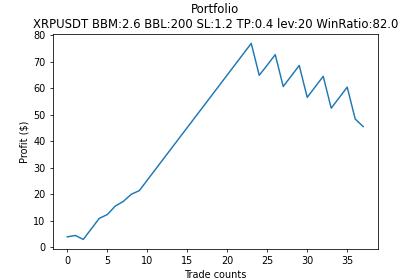 Portfolio
XRPUSDT BBM:2.6 BBL:200 SL:1.2 TP:0.4 lev:20 WinRatio:82.0
80
70
60
50
40
30
20
10
0
Profit ($)
0 5 10 15 20 25 30 35
Trade counts